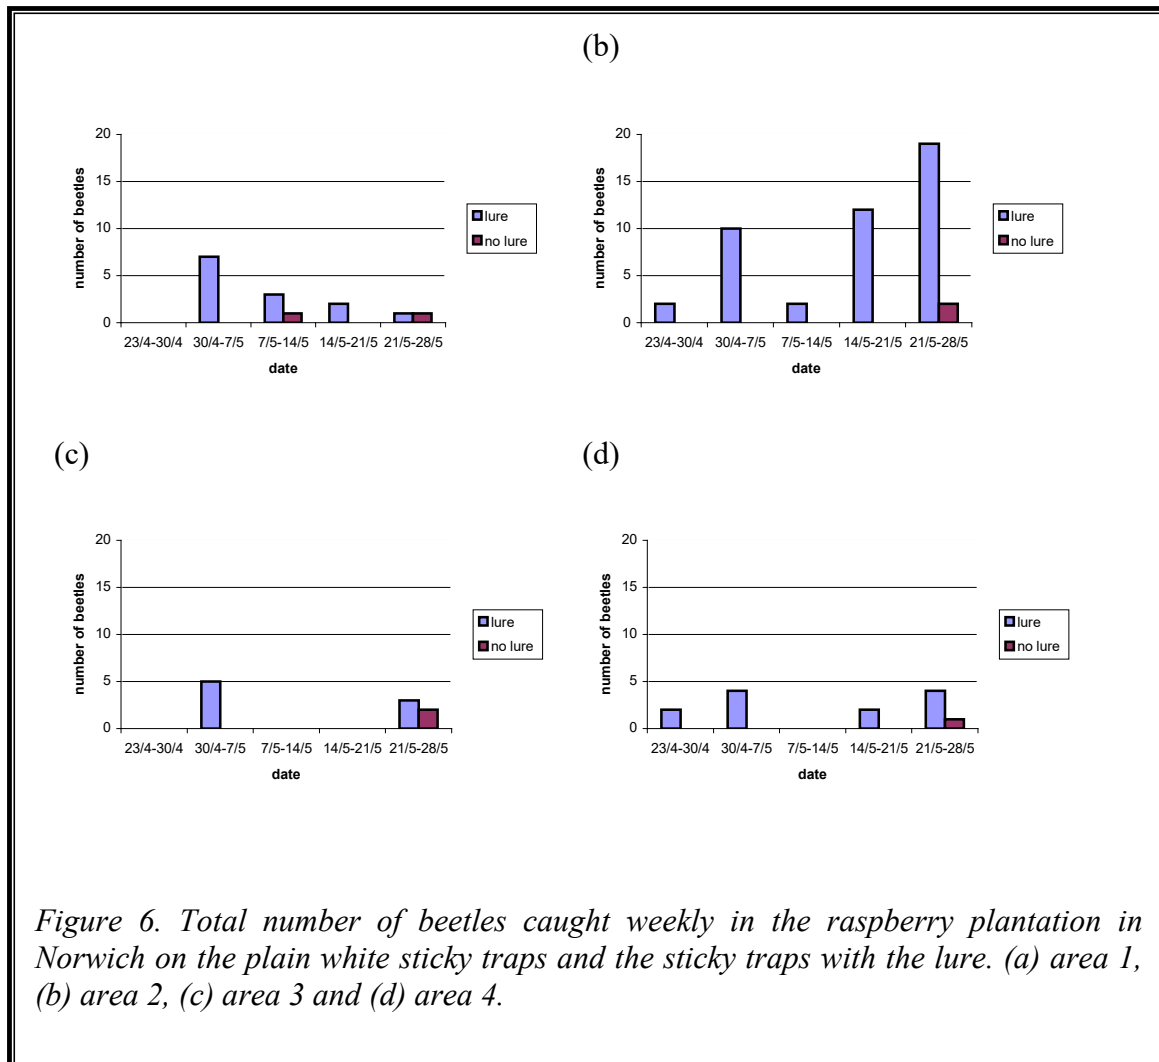 (b)
number of beetles
20
15
10
5
0
23/4-30/4 30/4-7/5 7/5-14/5 14/5-21/5 21/5-28/5
date
lure
no lure
number of beetles
20
15
10
5
0
23/4-30/4 30/4-7/5 7/5-14/5 14/5-21/5 21/5-28/5
date
lure
no lure
(c)
(d)
number of beetles
20
15
10
5
0
23/4-30/4 30/4-7/5 7/5-14/5 14/5-21/5 21/5-28/5
date
lure
no lure
number of beetles
20
15
10
5
0
23/4-30/4 30/4-7/5 7/5-14/5 14/5-21/5 21/5-28/5
date
lure
no lure
Figure 6. Total number of beetles caught weekly in the raspberry plantation in
Norwich on the plain white sticky traps and the sticky traps with the lure. (a) area 1,
(b) area 2, (c) area 3 and (d) area 4.